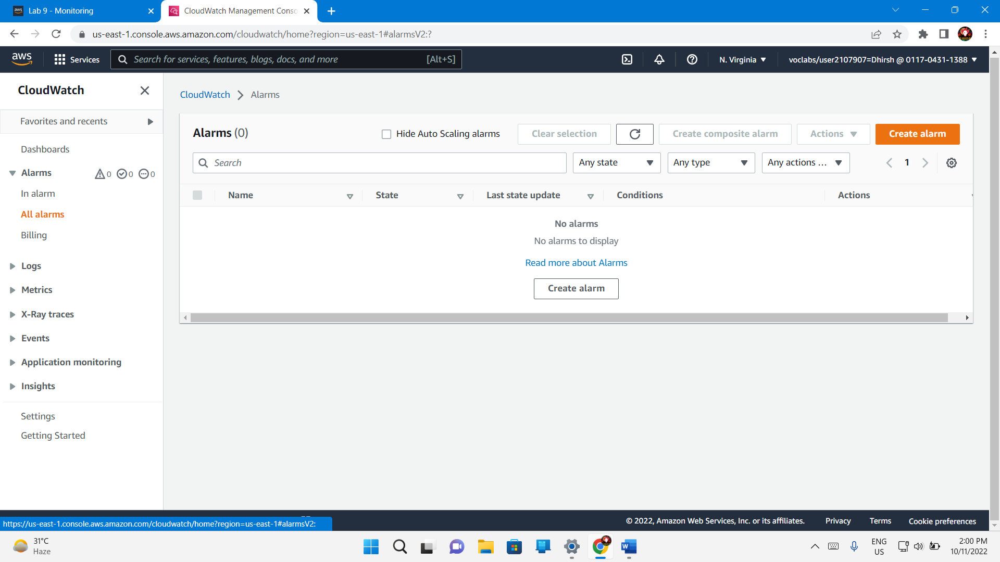 Lab 9 - Monitoring
CloudWatch Management Conso
us-east-1.console.aws.amazon.com/cloudwatch/home?region=us-east-1#alarmsV2:?
aws Services Search for services, features, blogs, docs, and more [Alt+S] N. Virginia voclabs/user2107907=Dhirsh @ 0117-0431-1388
CloudWatch
Favorites and recents
Dashboards
Alarms 0 0 0
In alarm
All alarms
Billing
Logs
Metrics
X-Ray traces
Events
Application monitoring
Insights
Settings
Getting Started
CloudWatch Alarms
Alarms (0) Hide Auto Scaling alarms Clear selection Create composite alarm Actions Create alarm
Search Any state Any type Any actions ... 1
Name State Last state update Conditions Actions
No alarms
No alarms to display
Read more about Alarms
Create alarm
https://us-east-1.console.aws.amazon.com/cloudwatch/home?region=us-east-1#alarmsV2:
© 2022, Amazon Web Services, Inc. or its affiliates. Privacy Terms Cookie preferences
31°C
Haze
ENG
US
2:00 PM
10/11/2022